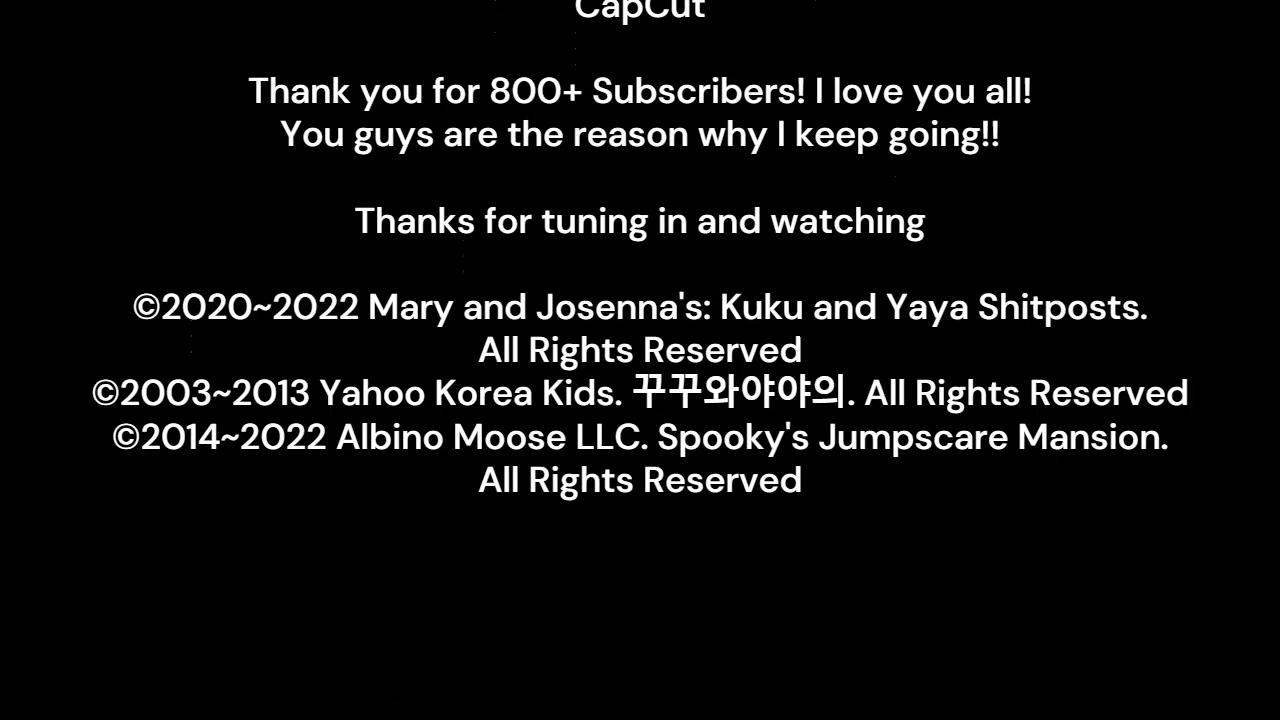 CapCut
Thank you for 800+ Subscribers! I love you all!
You guys are the reason why I keep going!!
Thanks for tuning in and watching
©2020~2022 Mary and Josenna's: Kuku and Yaya Shitposts.
All Rights Reserved
©2003~2013 Yahoo Korea Kids. 꾸꾸와야야의. All Rights Reserved
©2014~2022 Albino Moose LLC. Spooky's Jumpscare Mansion.
All Rights Reserved